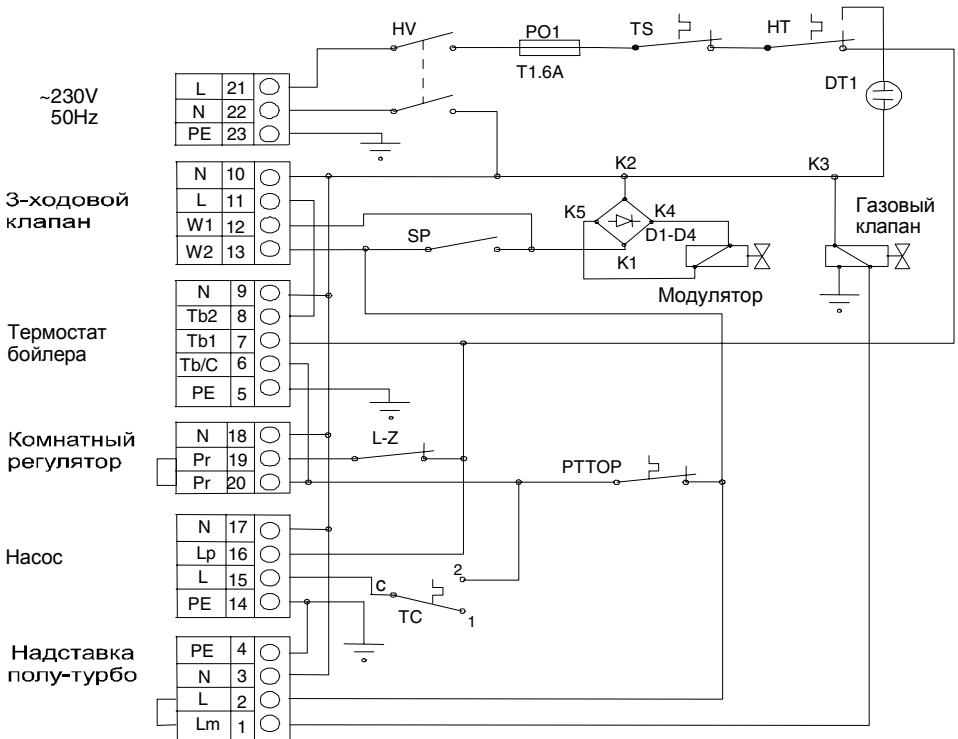 HV
PO1
T1.6A
TS
HT
DT1
~230V
50Hz
L 21
N 22
PE 23
3-ходовой
клапан
N 10
L 11
W1 12
W2 13
SP
K2
K3
K5
K4
D1-D4
K1
Модулятор
Газовый
клапан
Термостат
бойлера
N 9
Tb2 8
Tb1 7
Tb/C 6
PE 5
Комнатный
регулятор
N 18
Pr 19
Pr 20
L-Z
PTTOP
Насос
N 17
Lp 16
L 15
PE 14
C
TC
2
1
Надставка
полу-турбо
PE 4
N 3
L 2
Lm 1